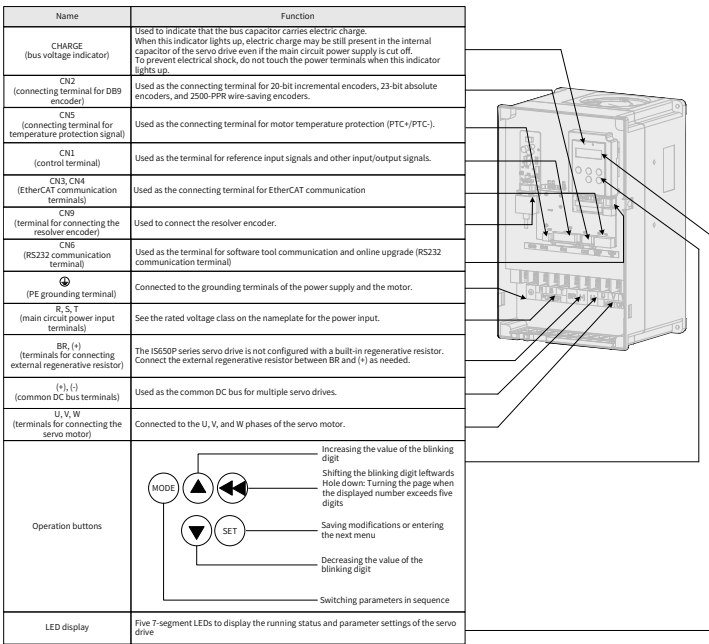 Name
Function
CHARGE
(bus voltage indicator)
Used to indicate that the bus capacitor carries electric charge.
When this indicator lights up, electric charge may be still present in the internal
capacitor of the servo drive even if the main circuit power supply is cut off.
To prevent electrical shock, do not touch the power terminals when this indicator
lights up.
CN2
(connecting terminal for DB9
encoder)
Used as the connecting terminal for 20-bit incremental encoders, 23-bit absolute
encoders, and 2500-PPR wire-saving encoders.
CN5
(connecting terminal for
temperature protection signal)
Used as the connecting terminal for motor temperature protection (PTC+/PTC-).
CN1
(control terminal)
Used as the terminal for reference input signals and other input/output signals.
CN3, CN4
(EtherCAT communication
terminals)
Used as the connecting terminal for EtherCAT communication
CN9
(terminal for connecting the
resolver encoder)
Used to connect the resolver encoder.
CN6
(RS232 communication
terminal)
Used as the terminal for software tool communication and online upgrade (RS232
communication terminal)
(PE grounding terminal)
Connected to the grounding terminals of the power supply and the motor.
R, S, T
(main circuit power input
terminals)
See the rated voltage class on the nameplate for the power input.
BR, (+)
(terminals for connecting
external regenerative resistor)
The IS650P series servo drive is not configured with a built-in regenerative resistor.
Connect the external regenerative resistor between BR and (+) as needed.
(+), (-)
(common DC bus terminals)
Used as the common DC bus for multiple servo drives.
U, V, W
(terminals for connecting the
servo motor)
Connected to the U, V, and W phases of the servo motor.
Operation buttons
Increasing the value of the blinking
digit
Shifting the blinking digit leftwards
Hole down: Turning the page when
the displayed number exceeds five
digits
MODE
SET
Saving modifications or entering
the next menu
Decreasing the value of the
blinking digit
Switching parameters in sequence
LED display
Five 7-segment LEDs to display the running status and parameter settings of the servo
drive